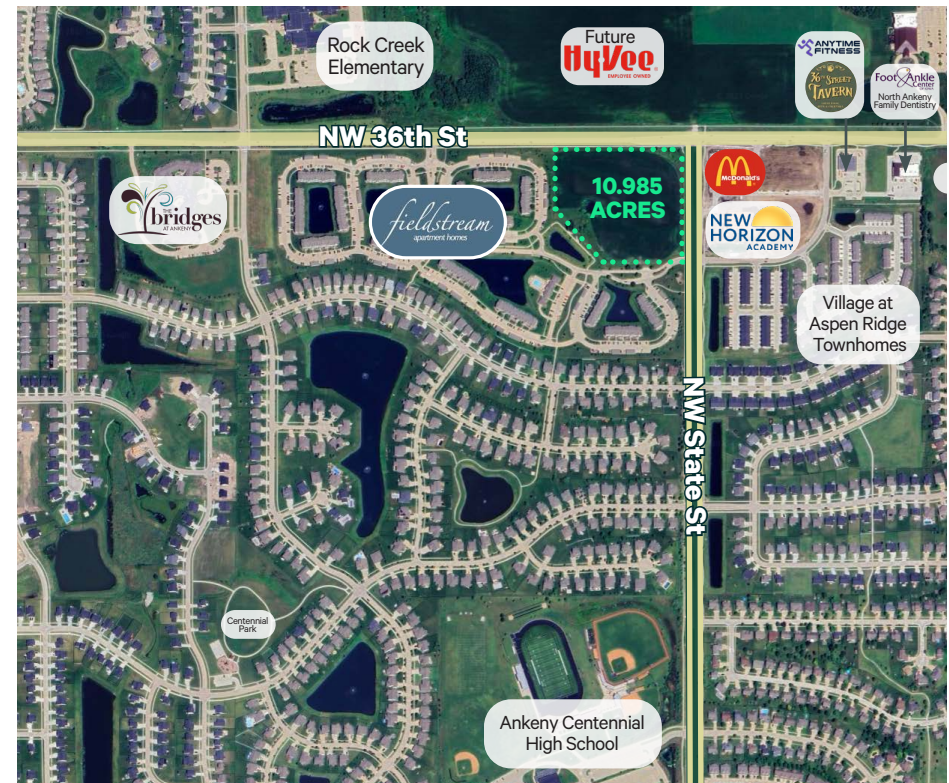 Rock Creek
Elementary
Future
HyVee
EMPLOYEE OWNED
ANYTIME
FITNESS
36TH STREET
TAVERN
Foot & Ankle
Center
North Ankeny
Family Dentistry
NW 36th St
THE
bridges
AT ANKENY
fieldstream
apartment homes
10.985
ACRES
McDonald's
NEW
HORIZON
ACADEMY
Village at
Aspen Ridge
Townhomes
NW State St
Centennial
Park
Ankeny Centennial
High School